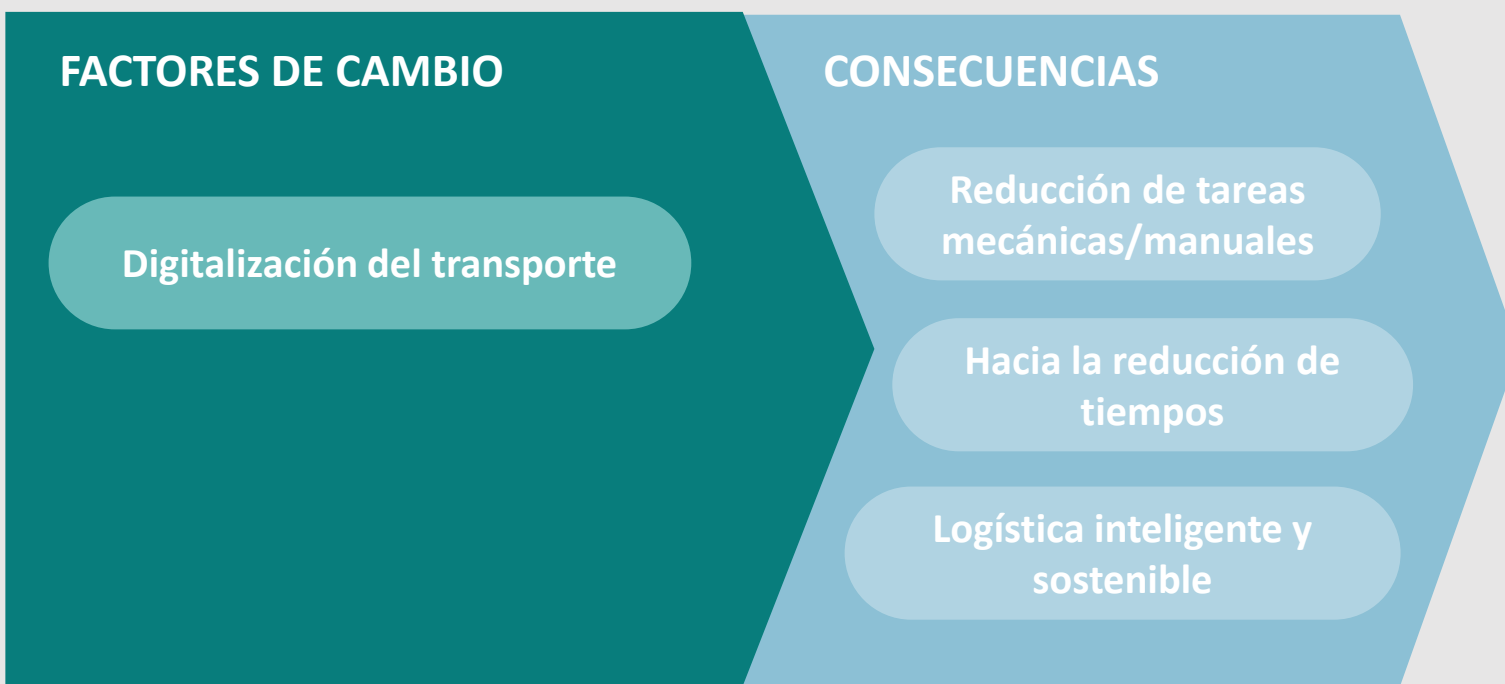 FACTORES DE CAMBIO
Digitalización del transporte
CONSECUENCIAS
Reducción de tareas
mecánicas/manuales
Hacia la reducción de
tiempos
Logística inteligente y
sostenible